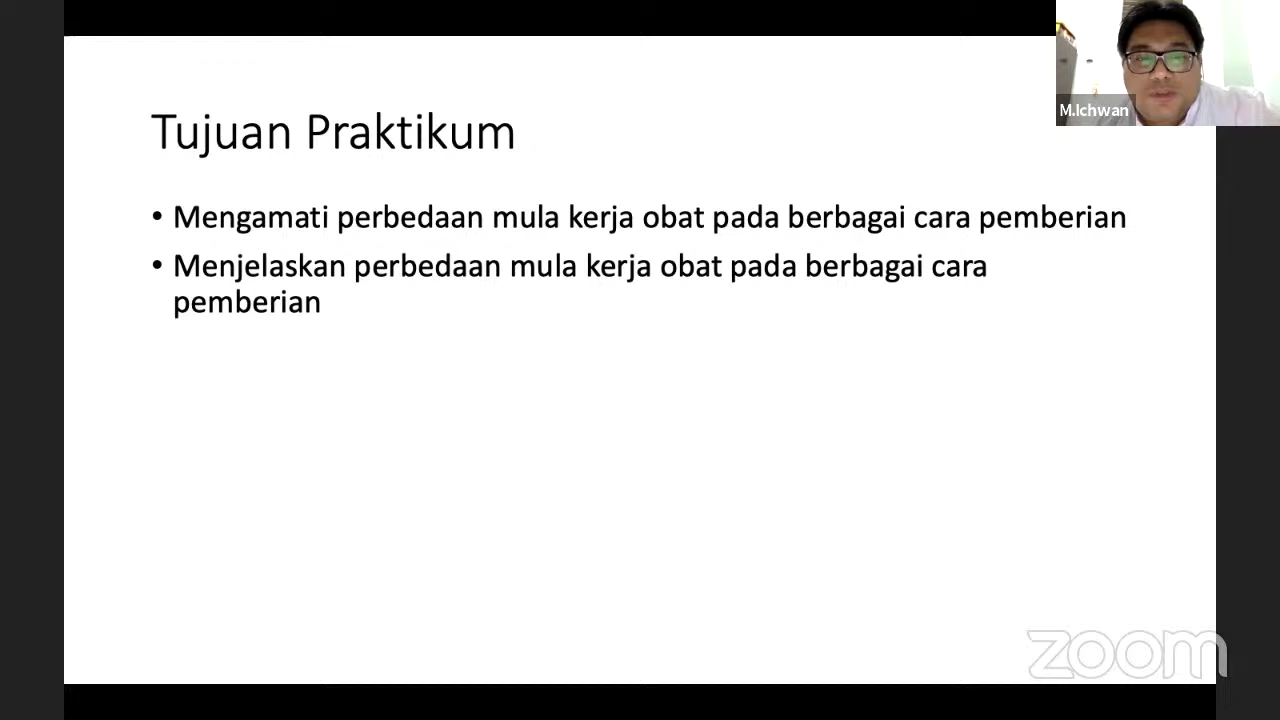 M.Ichwan
Tujuan Praktikum
• Mengamati perbedaan mula kerja obat pada berbagai cara pemberian
• Menjelaskan perbedaan mula kerja obat pada berbagai cara
pemberian
zoom